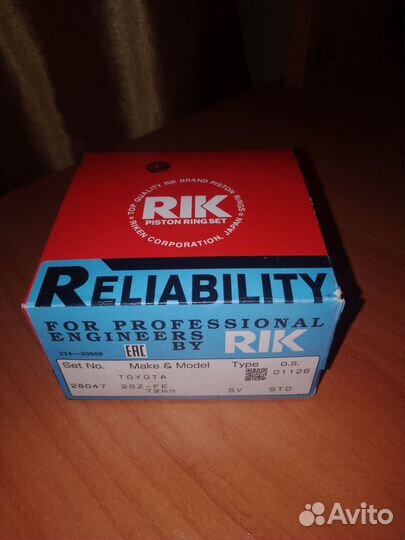 TOP QUALITY RIK BRAND PISTON RINGS
RIK
PISTON RING SET
RIKEN CORPORATION, JAPAN
RELIABILITY
FOR PROFESSIONAL
ENGINEERS BY RIK
224-00900 EAC
Set No. Make & Model Type O.S.
TOYOTA 01126
28047 2SZ-FE SV STD
72mm
Avito